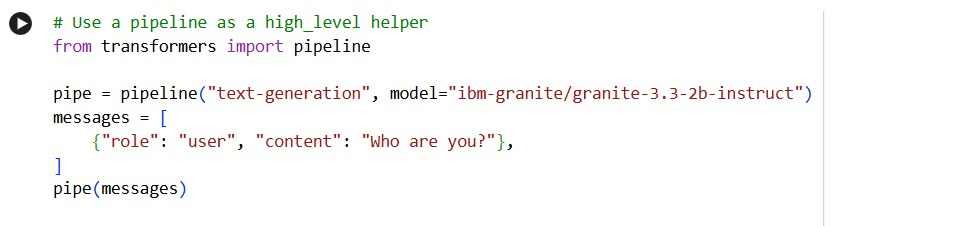 # Use a pipeline as a high_level helper
from transformers import pipeline
pipe = pipeline("text-generation", model="ibm-granite/granite-3.3-2b-instruct")
messages = [
    {"role": "user", "content": "Who are you?"},
]
pipe(messages)